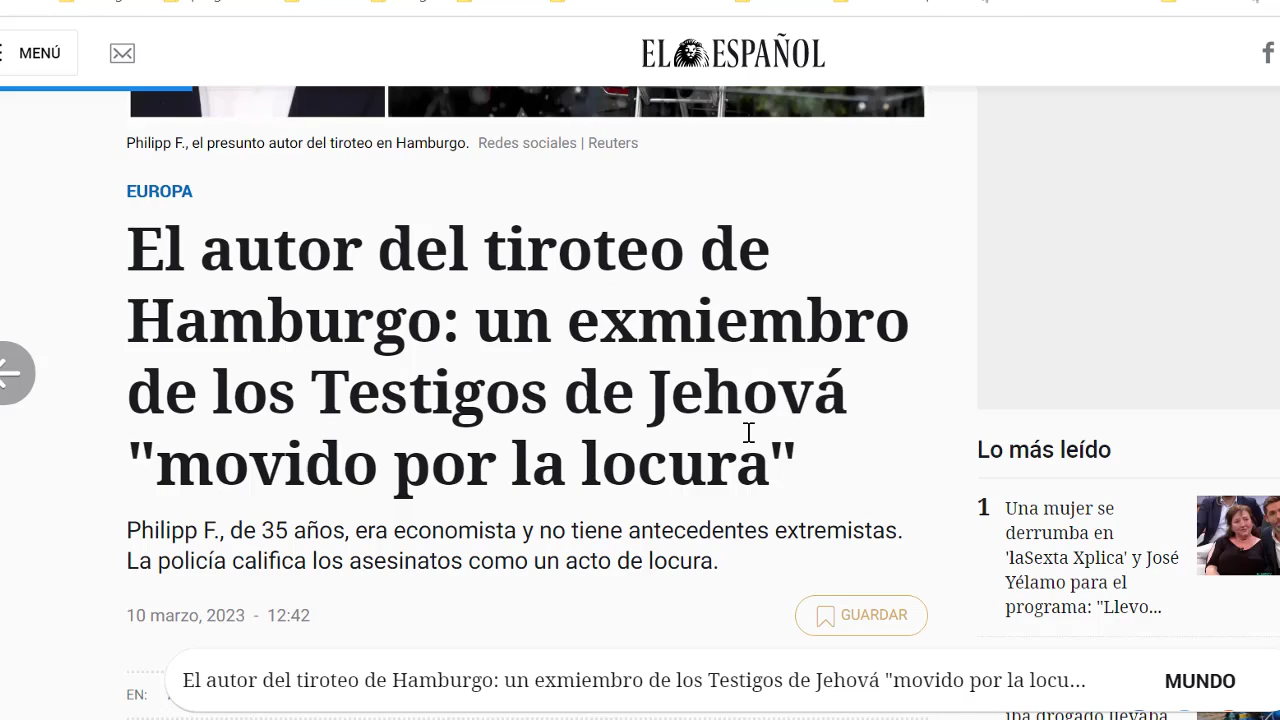 MENÚ
EL ESPAÑOL
Philipp F., el presunto autor del tiroteo en Hamburgo. Redes sociales | Reuters
EUROPA
El autor del tiroteo de
Hamburgo: un exmiembro
de los Testigos de Jehová
"movido por la locura"
Philipp F., de 35 años, era economista y no tiene antecedentes extremistas.
La policía califica los asesinatos como un acto de locura.
10 marzo, 2023 - 12:42
GUARDAR
EN:
Lo más leído
1
Una mujer se
derrumba en
'laSexta Xplica' y José
Yélamo para el
programa: "Llevo...
El autor del tiroteo de Hamburgo: un exmiembro de los Testigos de Jehová "movido por la locu...
MUNDO
iba drogado llevaba